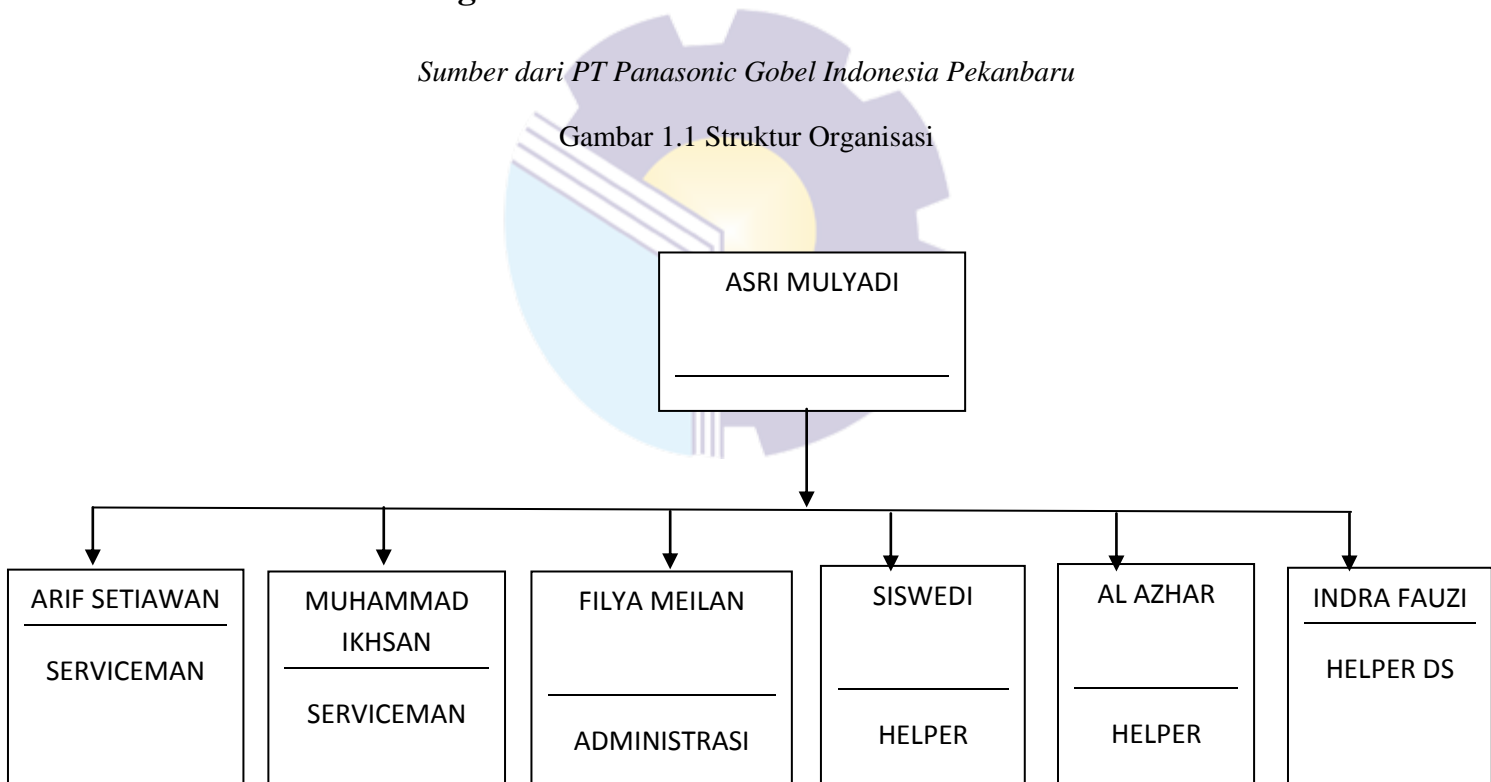 Sumber dari PT Panasonic Gobel Indonesia Pekanbaru
Gambar 1.1 Struktur Organisasi
ASRI MULYADI
ARIF SETIAWAN
SERVICEMAN
MUHAMMAD
IKHSAN
SERVICEMAN
FILYA MEILAN
ADMINISTRASI
SISWEDI
HELPER
AL AZHAR
HELPER
INDRA FAUZI
HELPER DS